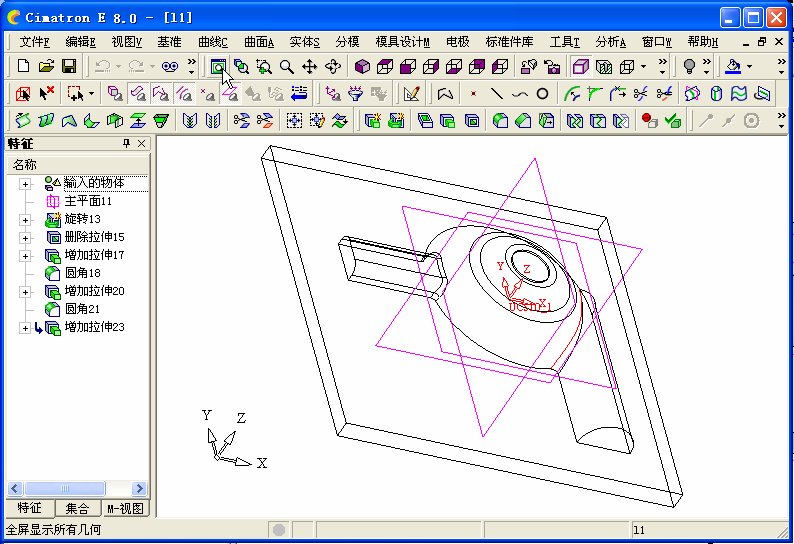 Cimatron E 8.0 - [l1]
文件F 编辑E 视图V 基准 曲线C 曲面A 实体S 分模 模具设计M 电极 标准件库 工具T 分析A 窗口W 帮助H
特征
名称
输入的物体
主平面11
旋转13
删除拉伸15
增加拉伸17
圆角18
增加拉伸20
圆角21
增加拉伸23
Y Z
X
Y Z
X
特征 集合 M-视图
全屏显示所有几何 l1